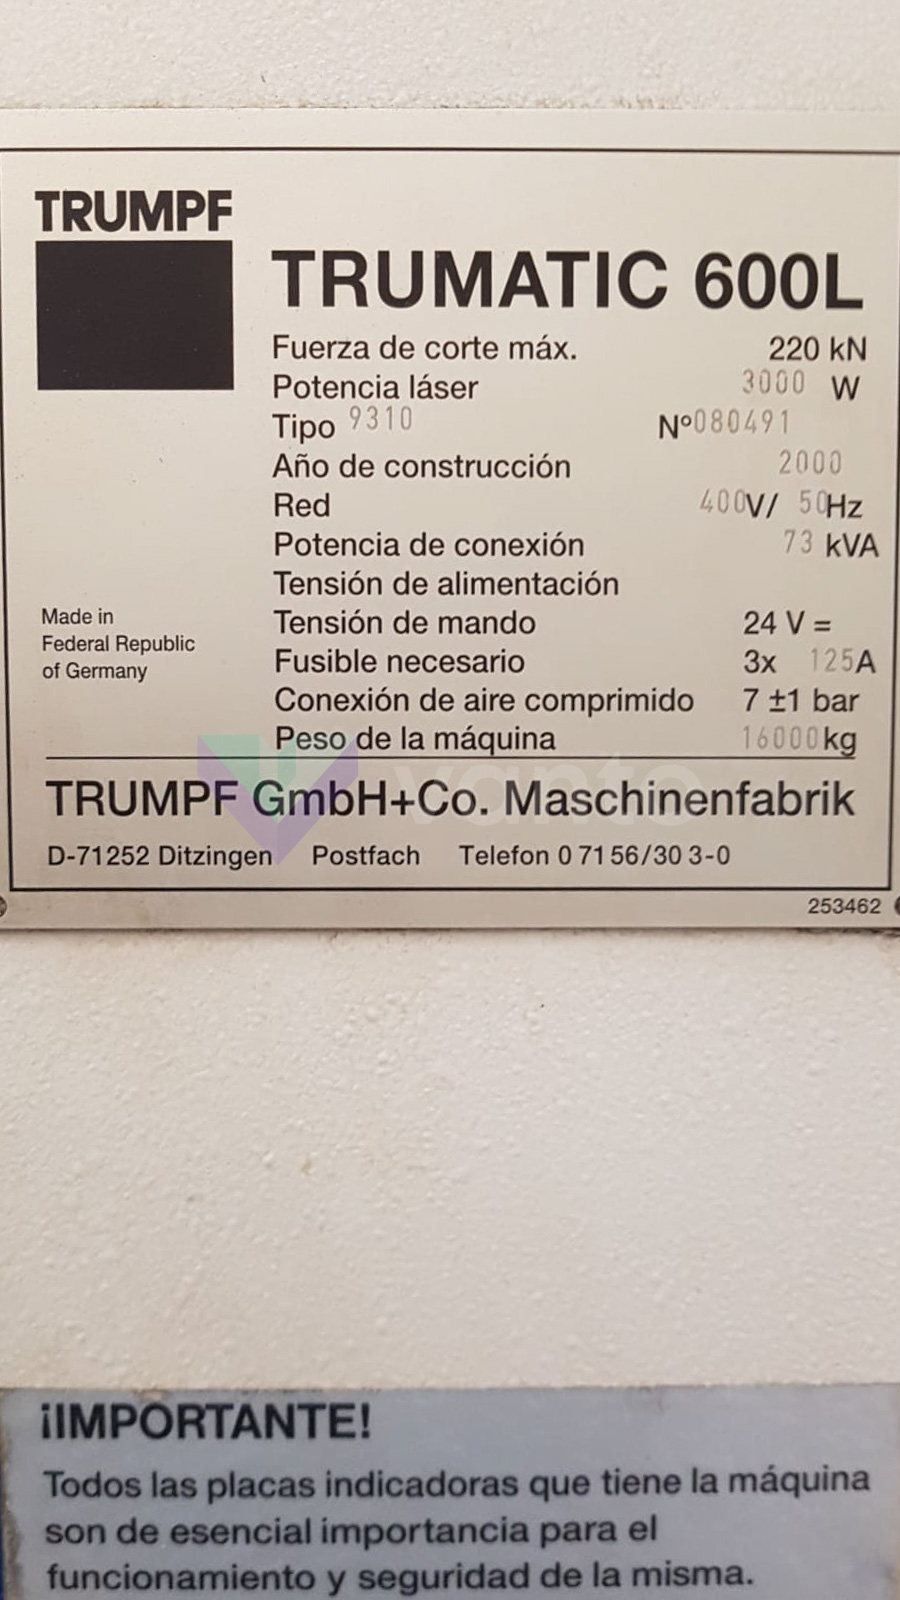 TRUMPF
TRUMATIC 600L
Fuerza de corte máx. 220 kN
Potencia láser 3000 W
Tipo 9310 Nº080491
Año de construcción 2000
Red 400V/ 50Hz
Potencia de conexión 73 kVA
Tensión de alimentación
Tensión de mando 24 V =
Fusible necesario 3x 125A
Conexión de aire comprimido 7 ±1 bar
Peso de la máquina 16000kg
Made in
Federal Republic
of Germany
vanto
TRUMPF GmbH+Co. Maschinenfabrik
D-71252 Ditzingen Postfach Telefon 0 71 56/30 3-0
253462
¡IMPORTANTE!
Todos las placas indicadoras que tiene la máquina
son de esencial importancia para el
funcionamiento y seguridad de la misma.